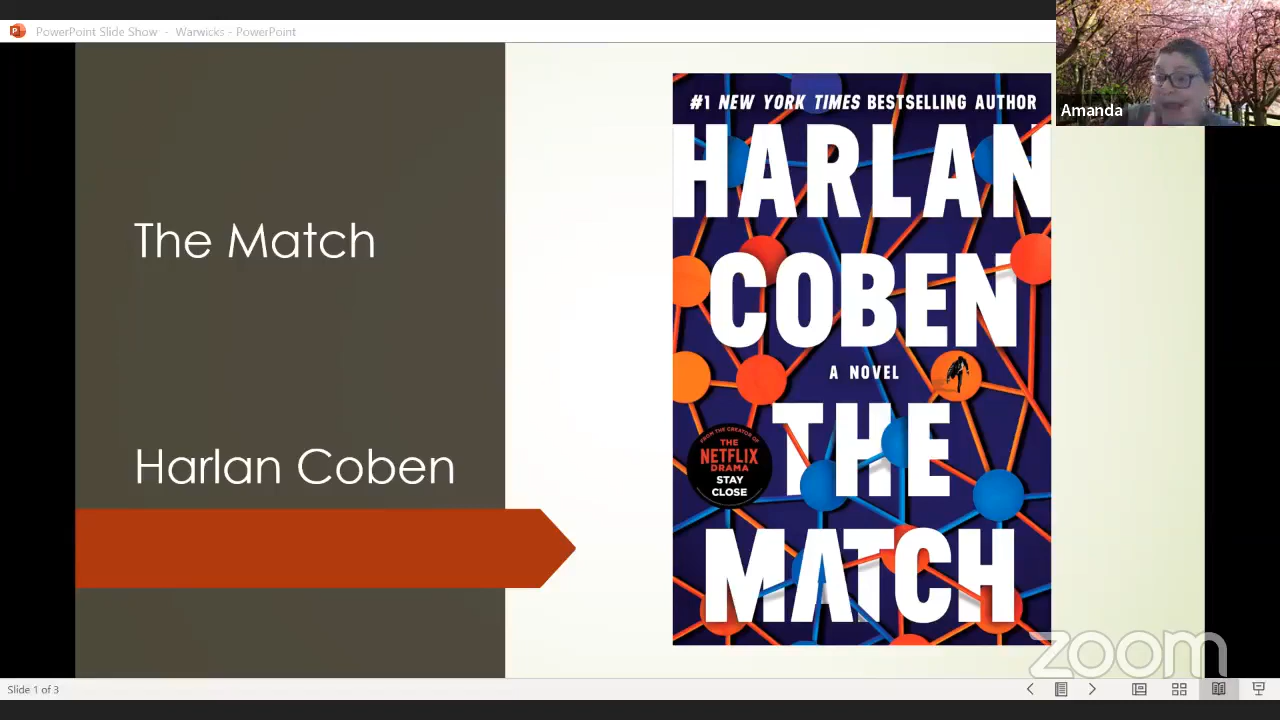 PowerPoint Slide Show - Warwicks - PowerPoint
Amanda
The Match
Harlan Coben
#1 NEW YORK TIMES BESTSELLING AUTHOR
HARLAN
COBEN
A NOVEL
FROM THE CREATOR OF
THE
NETFLIX
DRAMA
STAY
CLOSE
THE
MATCH
zoom
Slide 1 of 3